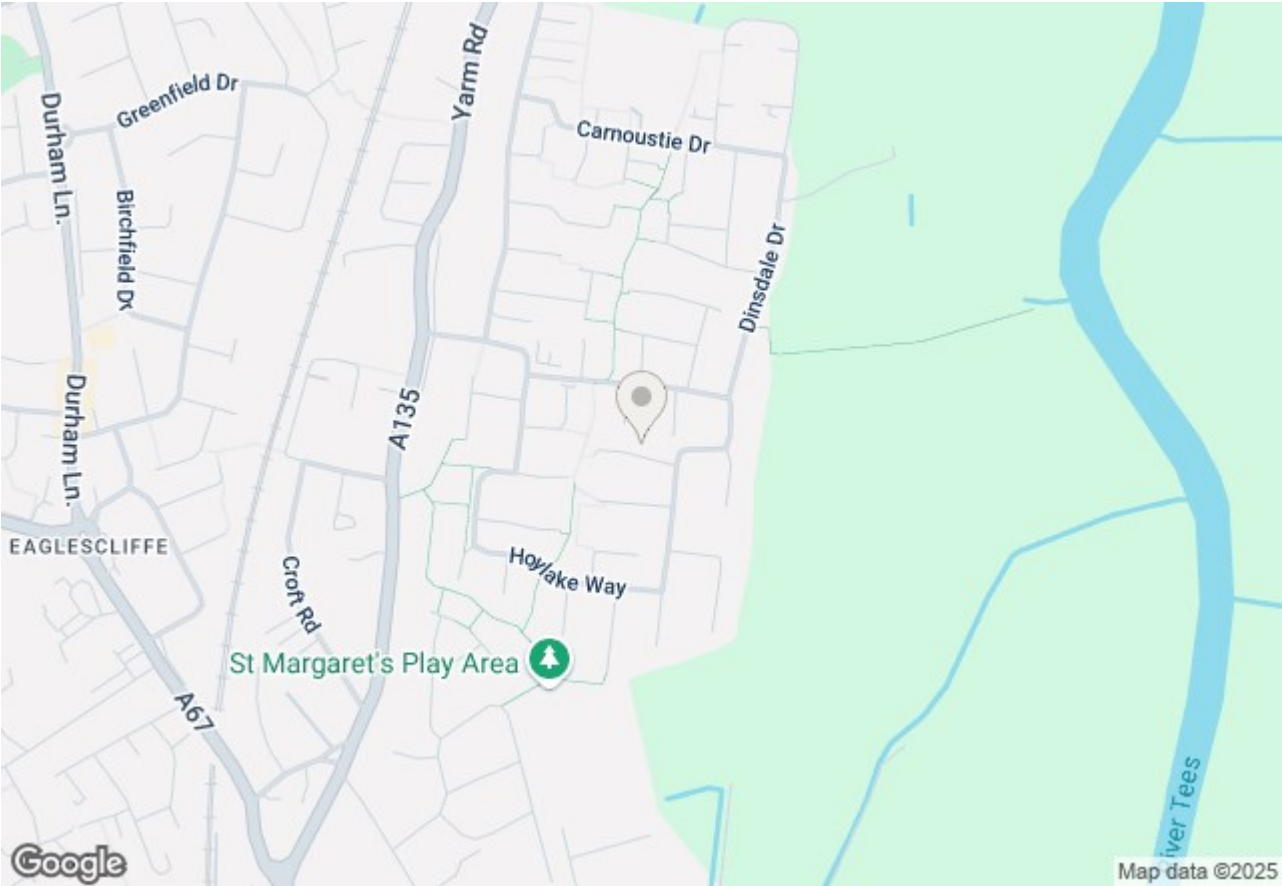 Yarm Rd
Greenfield Dr
Durham Ln.
Carnoustie Dr
Birchfield Dr
Dinsdale Dr
Durham Ln.
A135
EAGLESCLIFFE
Hoylake Way
Croft Rd
St Margaret's Play Area
A67
River Tees
Google
Map data ©2025